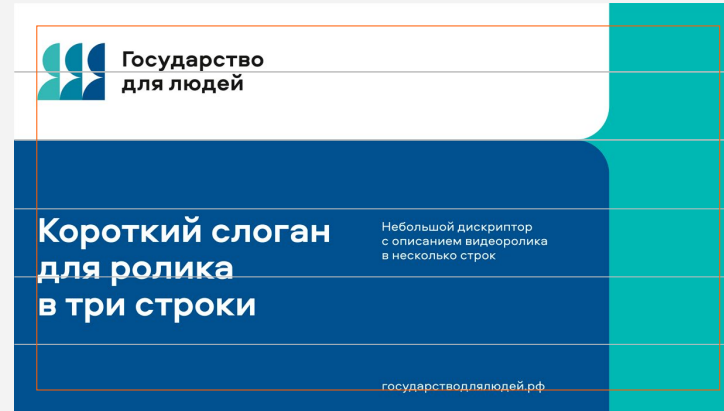 Государство
для людей
Короткий слоган
для ролика
в три строки
Небольшой дискриптор
с описанием видеоролика
в несколько строк
государстводлялюдей.рф